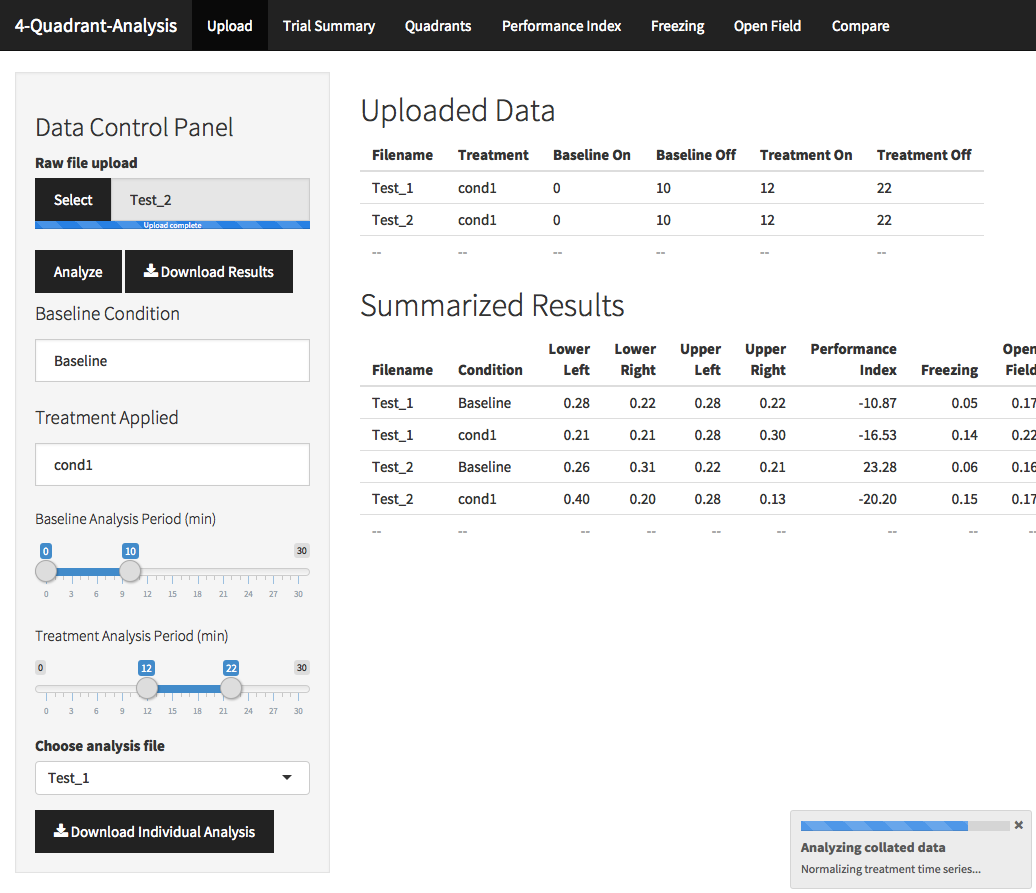 4-Quadrant-Analysis Upload Trial Summary Quadrants Performance Index Freezing Open Field Compare
Data Control Panel
Raw file upload
Select Test_2
Upload complete
Analyze Download Results
Baseline Condition
Baseline
Treatment Applied
cond1
Baseline Analysis Period (min)
0 10 30
0 3 6 9 12 15 18 21 24 27 30
Treatment Analysis Period (min)
0 12 22 30
0 3 6 9 12 15 18 21 24 27 30
Choose analysis file
Test_1
Download Individual Analysis
Uploaded Data
Filename Treatment Baseline On Baseline Off Treatment On Treatment Off
Test_1 cond1 0 10 12 22
Test_2 cond1 0 10 12 22
-- -- -- -- -- --
Summarized Results
Lower Lower Upper Upper Performance Open
Filename Condition Left Right Left Right Index Freezing Field
Test_1 Baseline 0.28 0.22 0.28 0.22 -10.87 0.05 0.17
Test_1 cond1 0.21 0.21 0.28 0.30 -16.53 0.14 0.22
Test_2 Baseline 0.26 0.31 0.22 0.21 23.28 0.06 0.16
Test_2 cond1 0.40 0.20 0.28 0.13 -20.20 0.15 0.17
-- -- -- -- -- -- -- -- --
Analyzing collated data
Normalizing treatment time series...